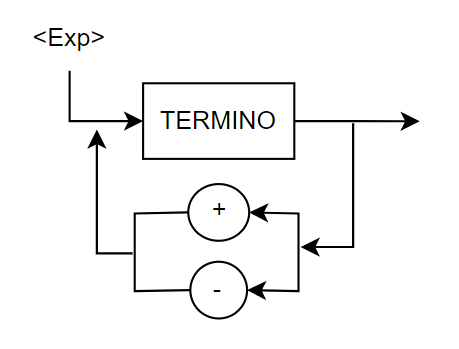 <Exp>
TERMINO
+
-